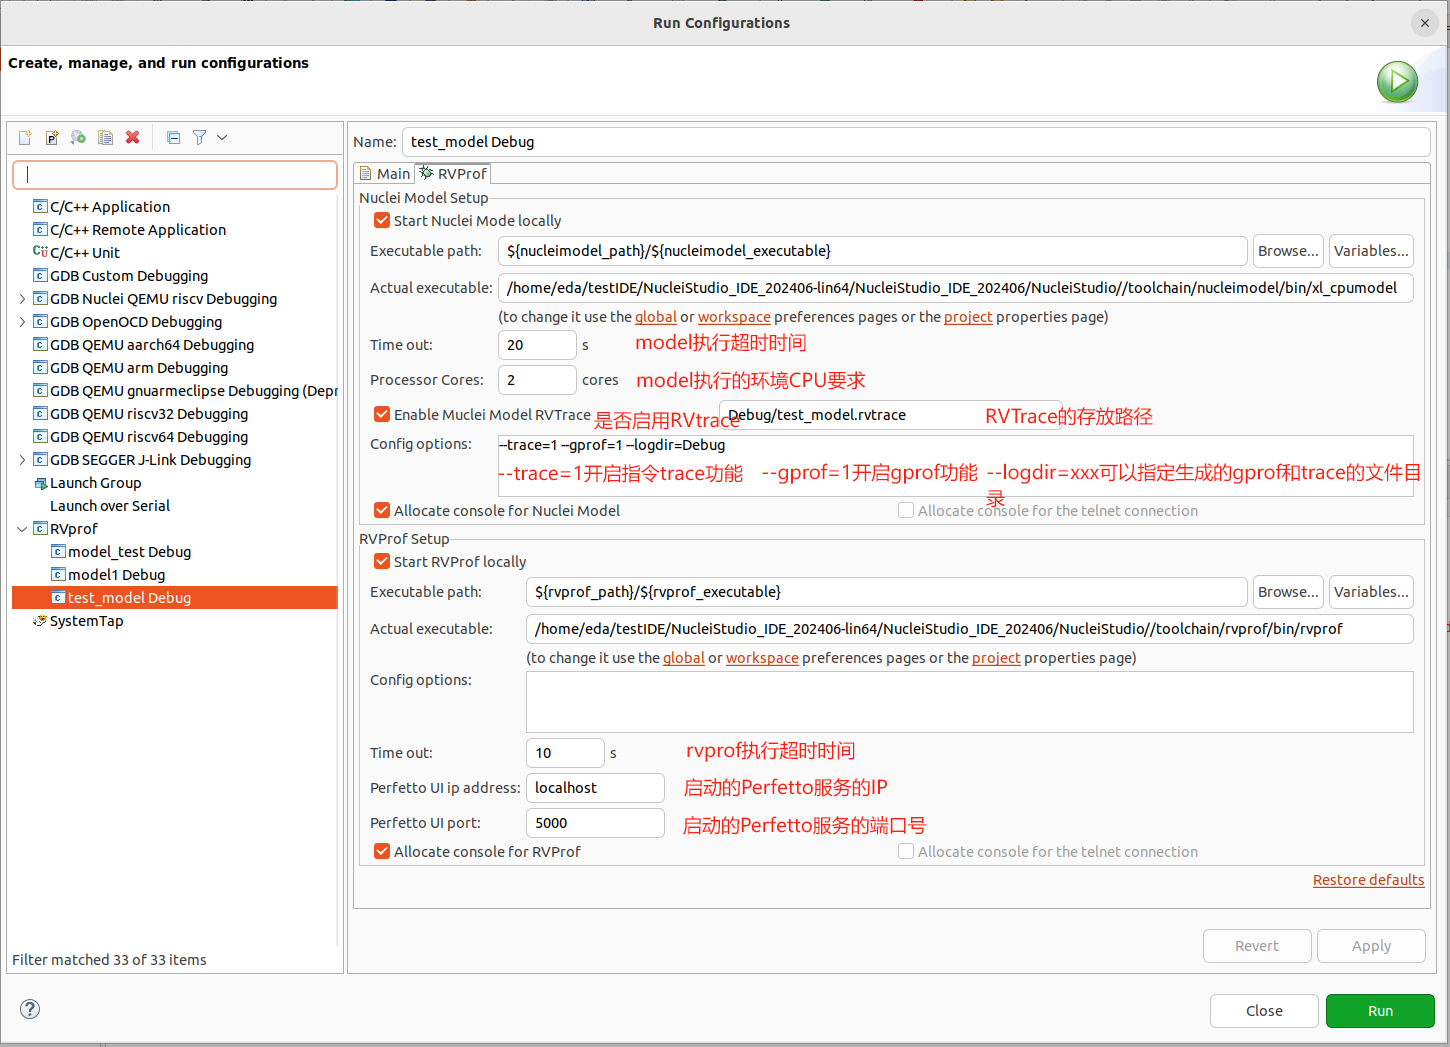 Run Configurations
Create, manage, and run configurations
C/C++ Application
C/C++ Remote Application
C/C++ Unit
GDB Custom Debugging
GDB Nuclei QEMU riscv Debugging
GDB OpenOCD Debugging
GDB QEMU aarch64 Debugging
GDB QEMU arm Debugging
GDB QEMU gnuarmeclipse Debugging (Depr
GDB QEMU riscv32 Debugging
GDB QEMU riscv64 Debugging
GDB SEGGER J-Link Debugging
Launch Group
Launch over Serial
RVprof
model_test Debug
model1 Debug
test_model Debug
SystemTap
Filter matched 33 of 33 items
Name: test_model Debug
Main RVProf
Nuclei Model Setup
Start Nuclei Mode locally
Executable path: ${nucleimodel_path}/${nucleimodel_executable} Browse... Variables...
Actual executable: /home/eda/testIDE/NucleiStudio_IDE_202406-lin64/NucleiStudio_IDE_202406/NucleiStudio//toolchain/nucleimodel/bin/xl_cpumodel
(to change it use the global or workspace preferences pages or the project properties page)
Time out: 20 s model执行超时时间
Processor Cores: 2 cores model执行的环境CPU要求
Enable Muclei Model RVTrace 是否启用RVtrace Debug/test_model.rvtrace RVTrace的存放路径
Config options: --trace=1 --gprof=1 --logdir=Debug
--trace=1开启指令trace功能 --gprof=1开启gprof功能 --logdir=xxx可以指定生成的gprof和trace的文件目
录
Allocate console for Nuclei Model Allocate console for the telnet connection
RVProf Setup
Start RVProf locally
Executable path: ${rvprof_path}/${rvprof_executable} Browse... Variables...
Actual executable: /home/eda/testIDE/NucleiStudio_IDE_202406-lin64/NucleiStudio_IDE_202406/NucleiStudio//toolchain/rvprof/bin/rvprof
(to change it use the global or workspace preferences pages or the project properties page)
Config options:
Time out: 10 s rvprof执行超时时间
Perfetto UI ip address: localhost 启动的Perfetto服务的IP
Perfetto UI port: 5000 启动的Perfetto服务的端口号
Allocate console for RVProf Allocate console for the telnet connection
Restore defaults
Revert Apply
Close Run